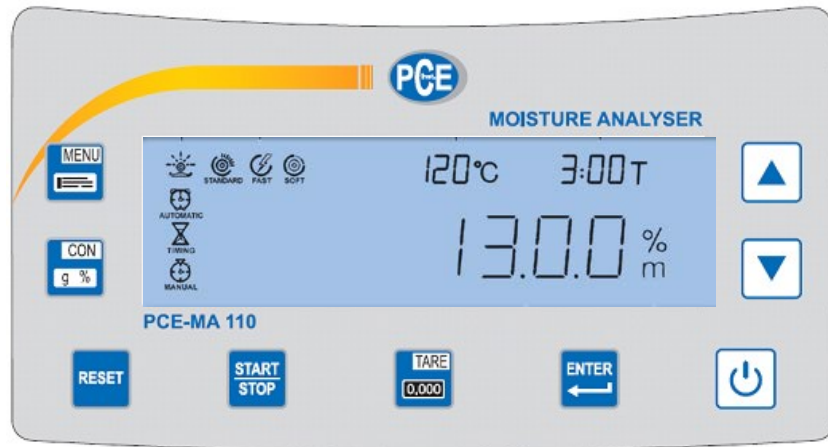 PCE
MOISTURE ANALYSER
MENU
STANDARD FAST SOFT
120°C 3:00T
AUTOMATIC
TIMING
MANUAL
13.0.0 % m
CON
g %
PCE-MA 110
RESET
START
STOP
TARE
0,000
ENTER